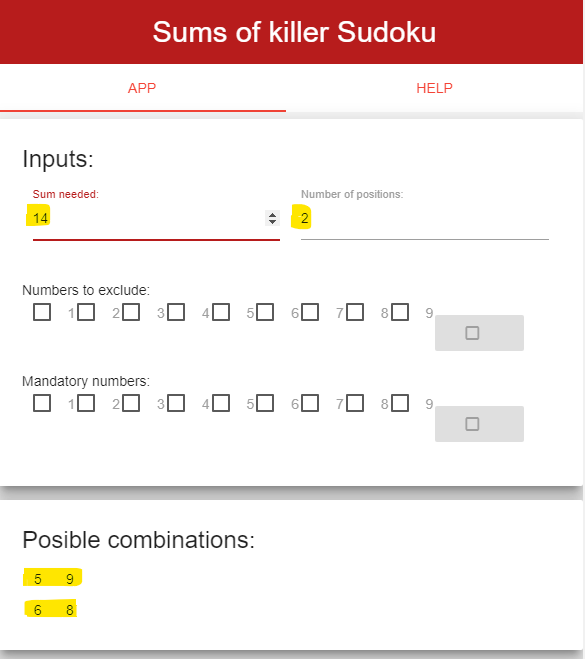 Sums of killer Sudoku
APP HELP
Inputs:
Sum needed: Number of positions:
14 2
Numbers to exclude:
1 2 3 4 5 6 7 8 9
Mandatory numbers:
1 2 3 4 5 6 7 8 9
Posible combinations:
5 9
6 8